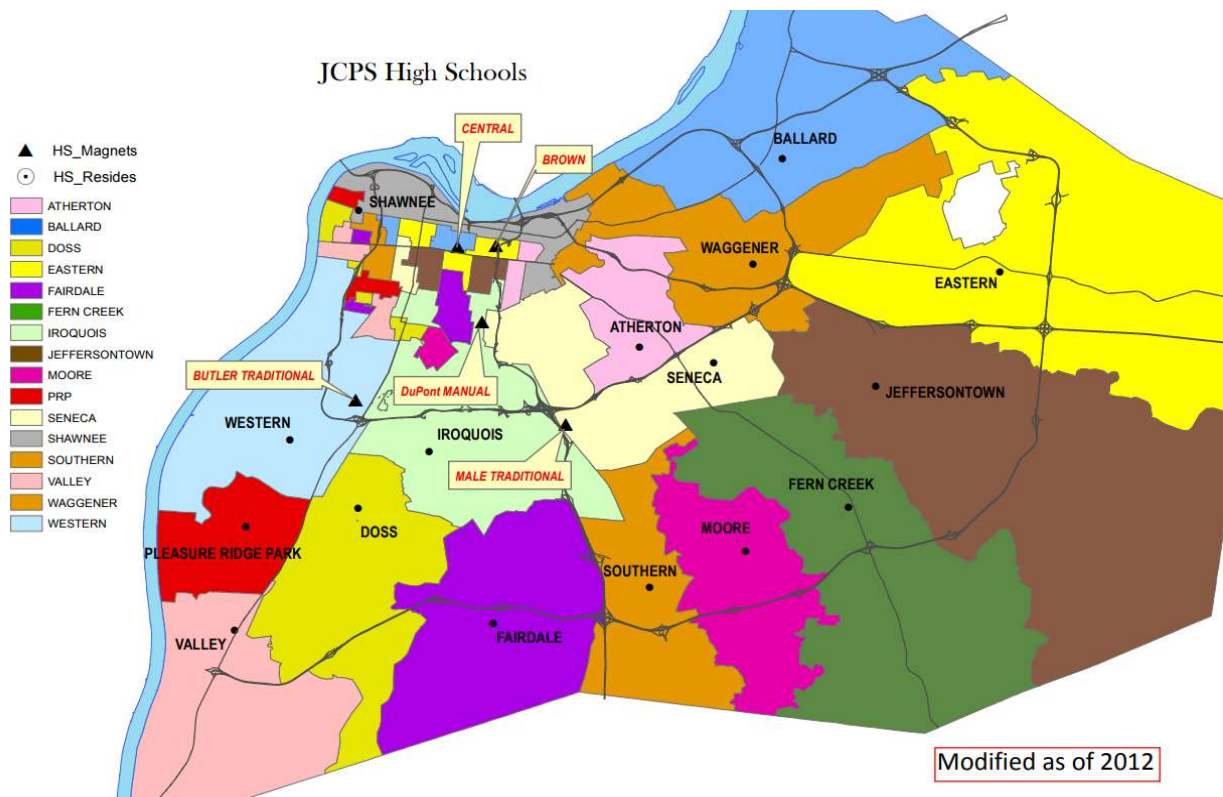 JCPS High Schools
HS_Magnets
HS_Resides
ATHERTON
BALLARD
DOSS
EASTERN
FAIRDALE
FERN CREEK
IROQUOIS
JEFFERSONTOWN
MOORE
PRP
SENECA
SHAWNEE
SOUTHERN
VALLEY
WAGGENER
WESTERN
CENTRAL
BROWN
BALLARD
SHAWNEE
WAGGENER
EASTERN
ATHERTON
SENECA
BUTLER TRADITIONAL
DuPont MANUAL
JEFFERSONTOWN
WESTERN
IROQUOIS
MALE TRADITIONAL
FERN CREEK
DOSS
MOORE
PLEASURE RIDGE PARK
SOUTHERN
VALLEY
FAIRDALE
Modified as of 2012